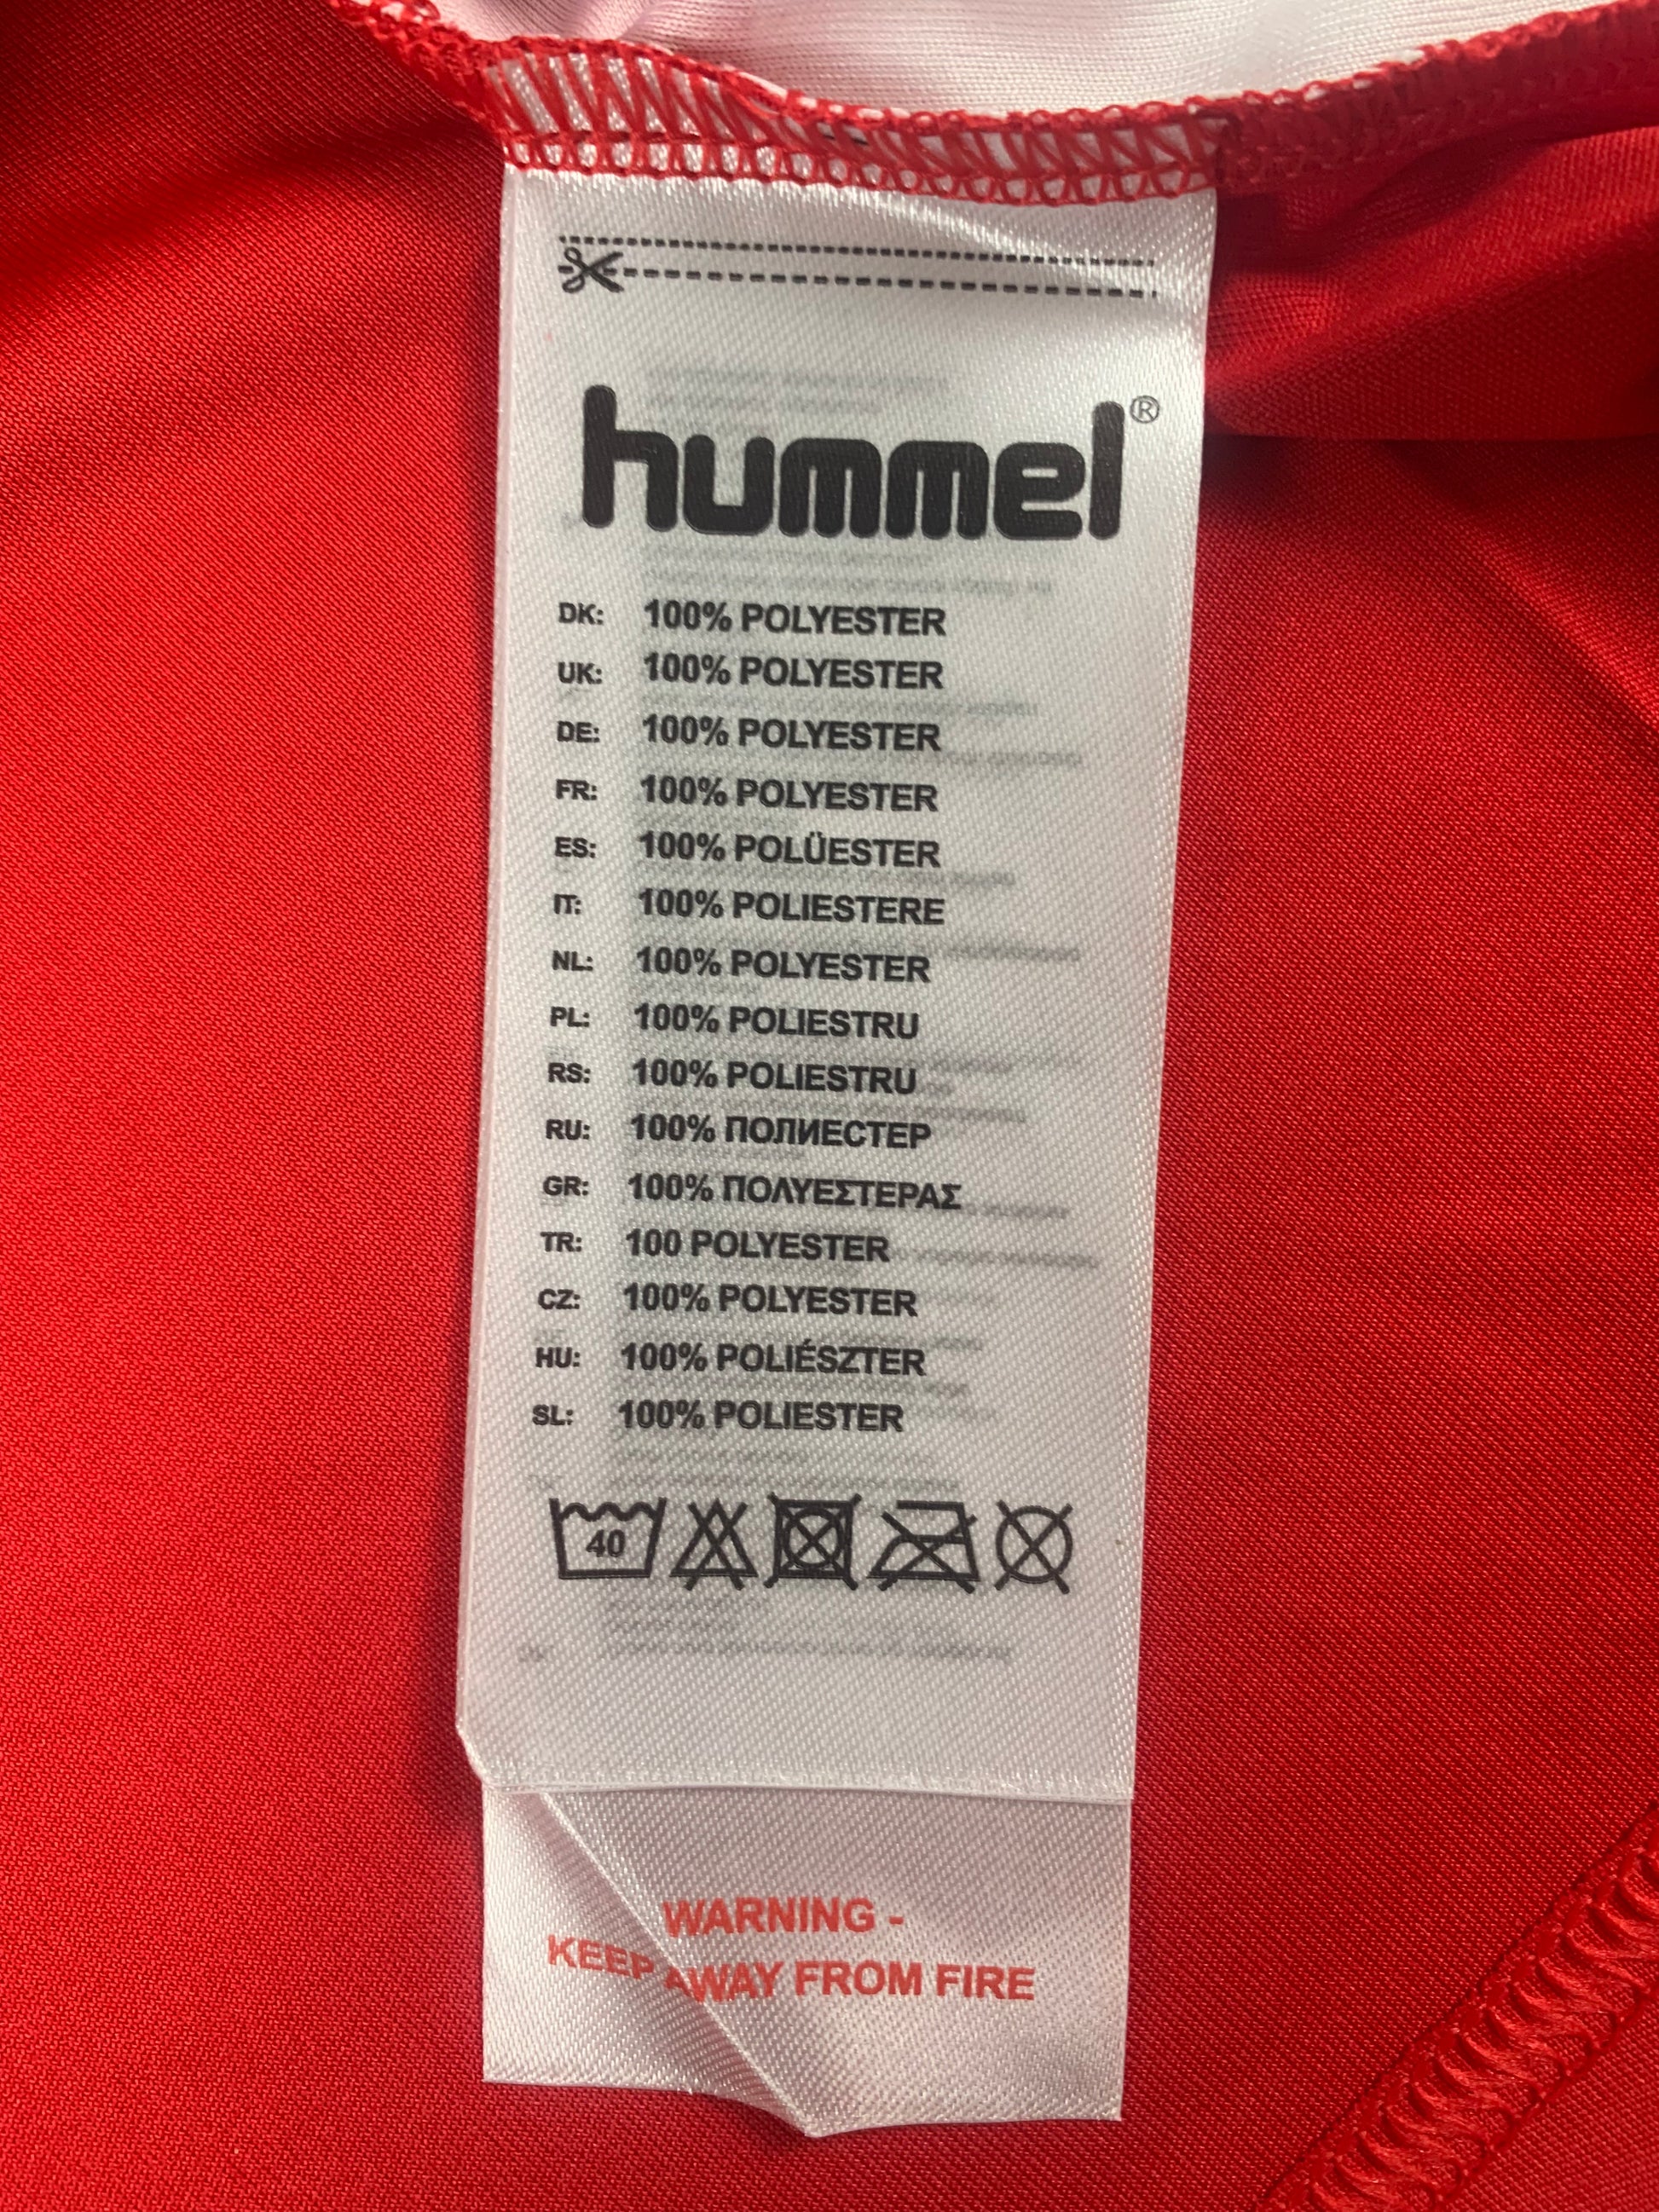 hummel®
DK: 100% POLYESTER
UK: 100% POLYESTER
DE: 100% POLYESTER
FR: 100% POLYESTER
ES: 100% POLÜESTER
IT: 100% POLIESTERE
NL: 100% POLYESTER
PL: 100% POLIESTRU
RS: 100% POLIESTRU
RU: 100% ПОЛИЕСТЕР
GR: 100% ΠΟΛΥΕΣΤΕΡΑΣ
TR: 100 POLYESTER
CZ: 100% POLYESTER
HU: 100% POLIÉSZTER
SL: 100% POLIESTER
40
WARNING -
KEEP AWAY FROM FIRE